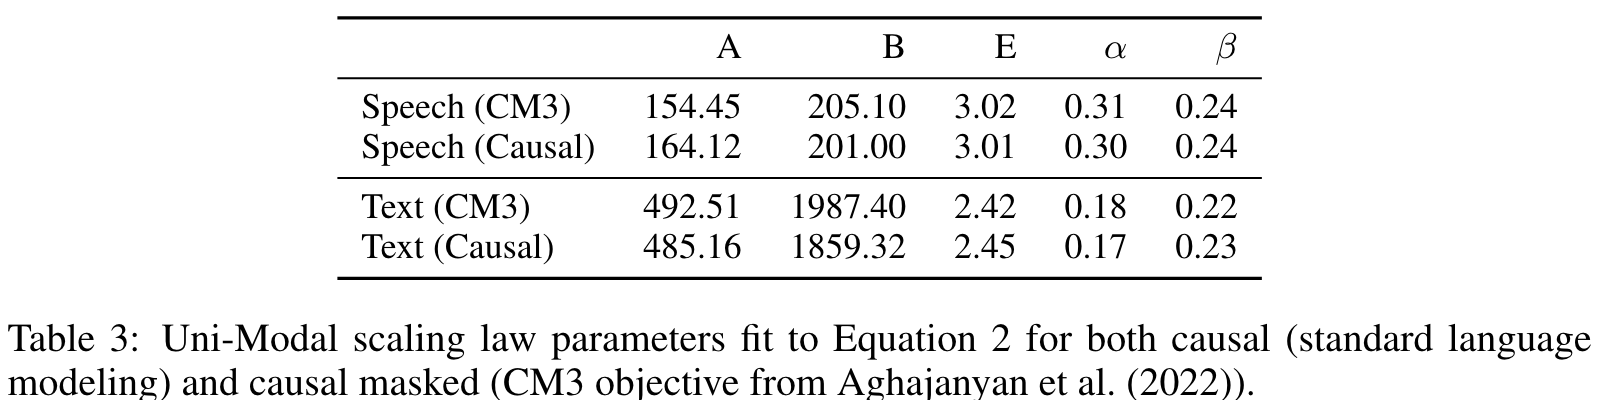 A B E α β
Speech (CM3) 154.45 205.10 3.02 0.31 0.24
Speech (Causal) 164.12 201.00 3.01 0.30 0.24
Text (CM3) 492.51 1987.40 2.42 0.18 0.22
Text (Causal) 485.16 1859.32 2.45 0.17 0.23
Table 3: Uni-Modal scaling law parameters fit to Equation 2 for both causal (standard language
modeling) and causal masked (CM3 objective from Aghajanyan et al. (2022)).